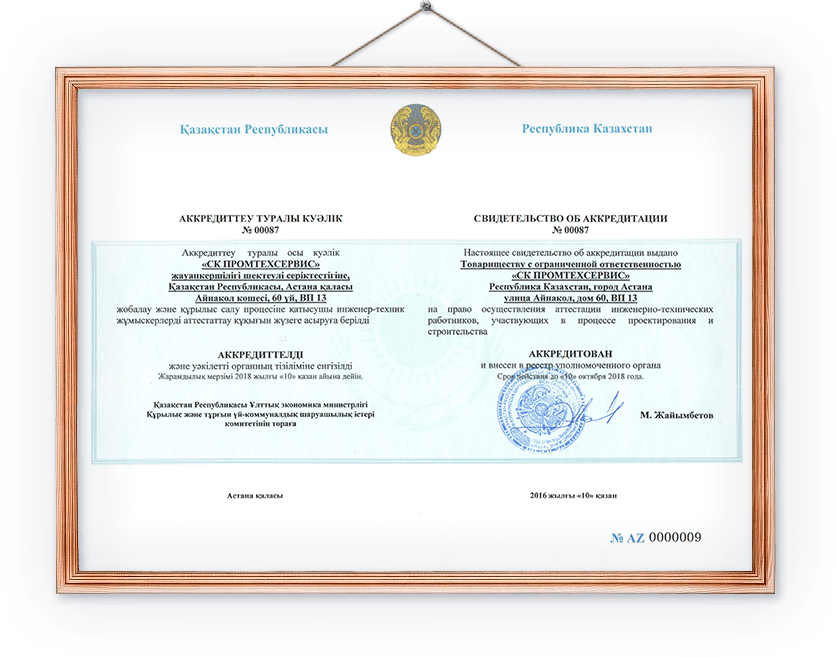 Қазақстан Республикасы
Республика Казахстан
АККРЕДИТТЕУ ТУРАЛЫ КУӘЛІК
№ 00087
Аккредиттеу туралы осы куәлік
«СК ПРОМТЕХСЕРВИС»
жауапкершілігі шектеулі серіктестігіне,
Қазақстан Республикасы, Астана қаласы
Айнакол көшесі, 60 үй, ВП 13
жобалау және құрылыс салу процесіне қатысушы инженер-техник
жұмыскерлерді аттестаттау құқығын жүзеге асыруға берілді
АККРЕДИТТЕЛДІ
және уәкілетті органның тізіліміне енгізілді
Жарамдылық мерзімі 2018 жылғы «10» қазан айына дейін.
Қазақстан Республикасы Ұлттық экономика министрлігі
Құрылыс және тұрғын үй-коммуналдық шаруашылық істері
комитетінің төраға
Астана қаласы
СВИДЕТЕЛЬСТВО ОБ АККРЕДИТАЦИИ
№ 00087
Настоящее свидетельство об аккредитации выдано
Товариществу с ограниченной ответственностью
«СК ПРОМТЕХСЕРВИС»
Республика Казахстан, город Астана
улица Айнакол, дом 60, ВП 13
на право осуществления аттестации инженерно-технических
работников, участвующих в процессе проектирования и
строительства
АККРЕДИТОВАН
и внесен в реестр уполномоченного органа
Срок действия до «10» октября 2018 года.
М. Жайымбетов
2016 жылғы «10» қазан
№ AZ 0000009